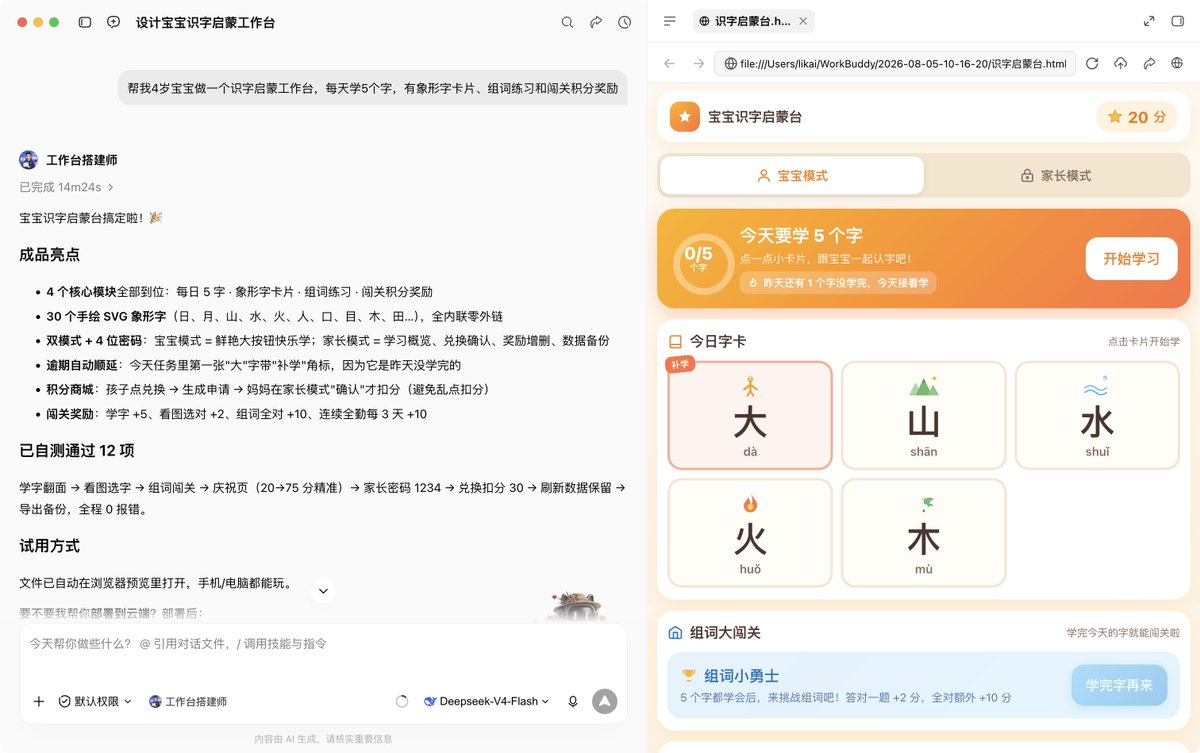 设计宝宝识字启蒙工作台
帮我4岁宝宝做一个识字启蒙工作台，每天学5个字，有象形字卡片、组词练习和闯关积分奖励
工作台搭建师
已完成 14m24s
宝宝识字启蒙台搞定啦！🎉
成品亮点
• 4 个核心模块全部到位：每日 5 字 · 象形字卡片 · 组词练习 · 闯关积分奖励
• 30 个手绘 SVG 象形字（日、月、山、水、火、人、口、目、木、田...），全内联零外链
• 双模式 + 4 位密码：宝宝模式 = 鲜艳大按钮快乐学；家长模式 = 学习概览、兑换确认、奖励增删、数据备份
• 逾期自动顺延：今天任务里第一张"大"字带"补学"角标，因为它是昨天没学完的
• 积分商城：孩子点兑换 → 生成申请 → 妈妈在家长模式"确认"才扣分（避免乱点扣分）
• 闯关奖励：学字 +5、看图选对 +2、组词全对 +10、连续全勤每 3 天 +10
已自测通过 12 项
学字翻面 → 看图选字 → 组词闯关 → 庆祝页（20→75 分精准）→ 家长密码 1234 → 兑换扣分 30 → 刷新数据保留 →
导出备份，全程 0 报错。
试用方式
文件已自动在浏览器预览里打开，手机/电脑都能玩。
要不要我帮你部署到云端？部署后：
今天帮你做些什么？ @ 引用对话文件，/ 调用技能与指令
默认权限
工作台搭建师
Deepseek-V4-Flash
内容由 AI 生成，请核实重要信息
识字启蒙台.h...
file:///Users/likai/WorkBuddy/2026-08-05-10-16-20/识字启蒙台.html
宝宝识字启蒙台
20 分
宝宝模式
家长模式
0/5
个字
今天要学 5 个字
点一点小卡片，跟宝宝一起认字吧！
昨天还有 1 个字没学完，今天接着学
开始学习
今日字卡
点击卡片开始学
补学
大
dà
山
shān
水
shuǐ
火
huǒ
木
mù
组词大闯关
学完今天的字就能闯关啦
组词小勇士
5 个字都学会后，来挑战组词吧！答对一题 +2 分，全对额外 +10 分
学完字再来